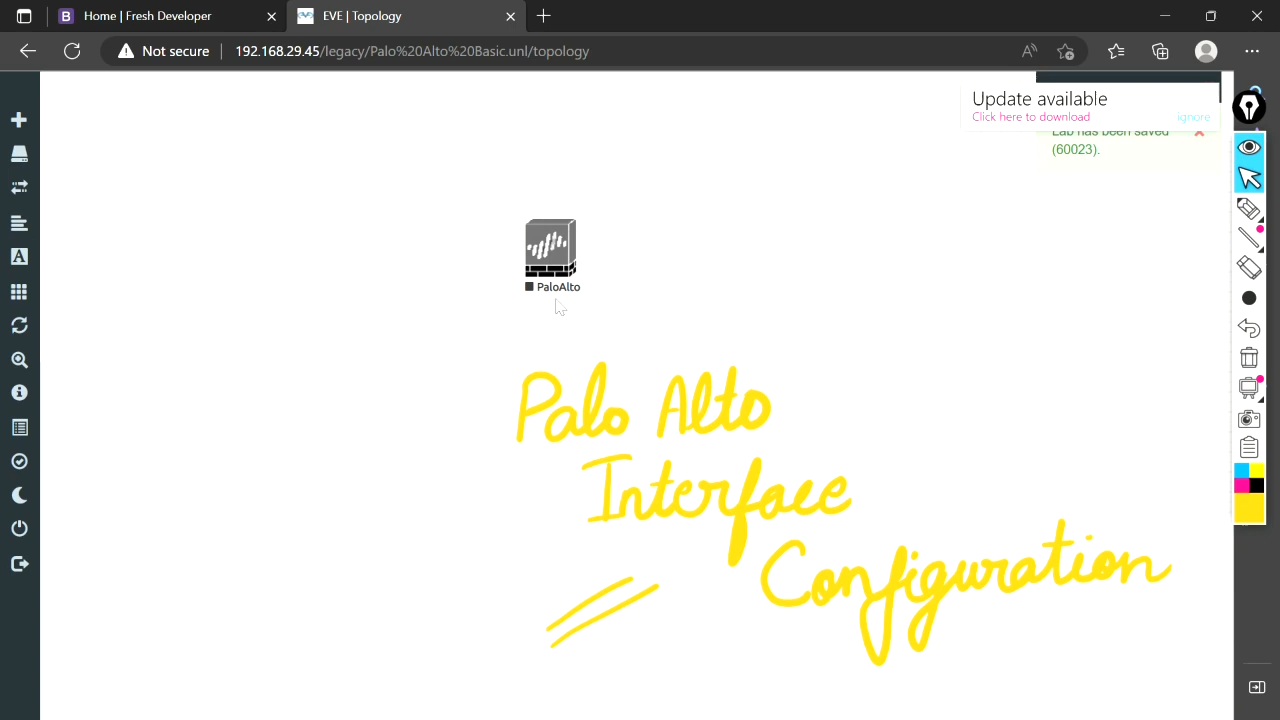 Home | Fresh Developer
EVE | Topology
Not secure
192.168.29.45/legacy/Palo%20Alto%20Basic.unl/topology
Update available
Click here to download
ignore
Lab has been saved
(60023).
PaloAlto
Palo Alto
Interface
Configuration